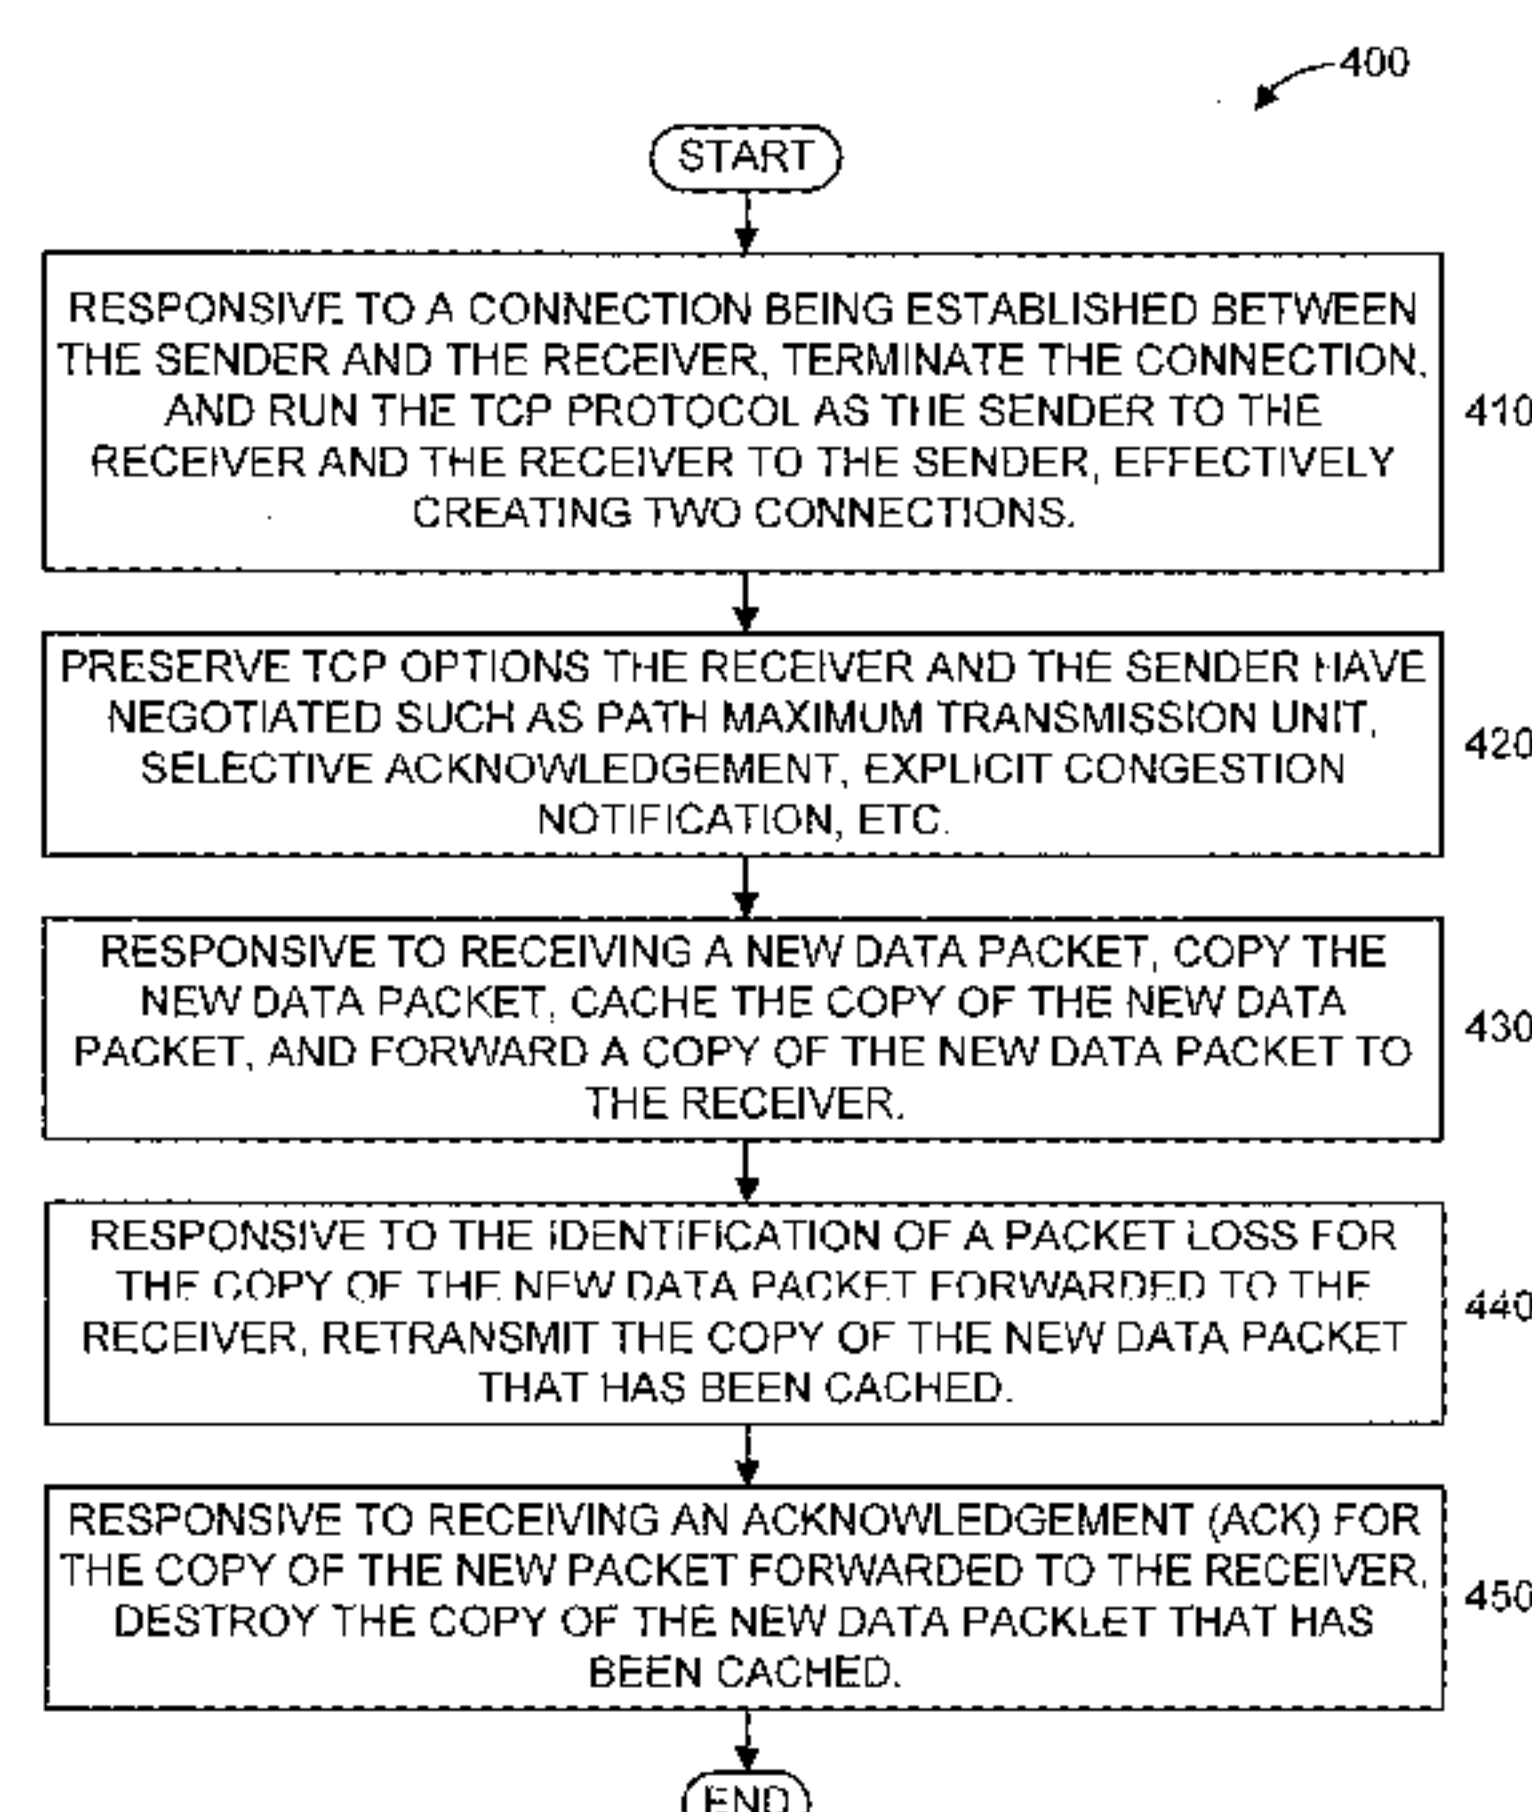 400
START
RESPONSIVE TO A CONNECTION BEING ESTABLISHED BETWEEN
THE SENDER AND THE RECEIVER, TERMINATE THE CONNECTION,
AND RUN THE TCP PROTOCOL AS THE SENDER TO THE
RECEIVER AND THE RECEIVER TO THE SENDER, EFFECTIVELY
CREATING TWO CONNECTIONS.
410
PRESERVE TCP OPTIONS THE RECEIVER AND THE SENDER HAVE
NEGOTIATED SUCH AS PATH MAXIMUM TRANSMISSION UNIT,
SELECTIVE ACKNOWLEDGEMENT, EXPLICIT CONGESTION
NOTIFICATION, ETC.
420
RESPONSIVE TO RECEIVING A NEW DATA PACKET, COPY THE
NEW DATA PACKET, CACHE THE COPY OF THE NEW DATA
PACKET, AND FORWARD A COPY OF THE NEW DATA PACKET TO
THE RECEIVER.
430
RESPONSIVE TO THE IDENTIFICATION OF A PACKET LOSS FOR
THE COPY OF THE NEW DATA PACKET FORWARDED TO THE
RECEIVER, RETRANSMIT THE COPY OF THE NEW DATA PACKET
THAT HAS BEEN CACHED.
440
RESPONSIVE TO RECEIVING AN ACKNOWLEDGEMENT (ACK) FOR
THE COPY OF THE NEW PACKET FORWARDED TO THE RECEIVER,
DESTROY THE COPY OF THE NEW DATA PACKLET THAT HAS
BEEN CACHED.
450
END